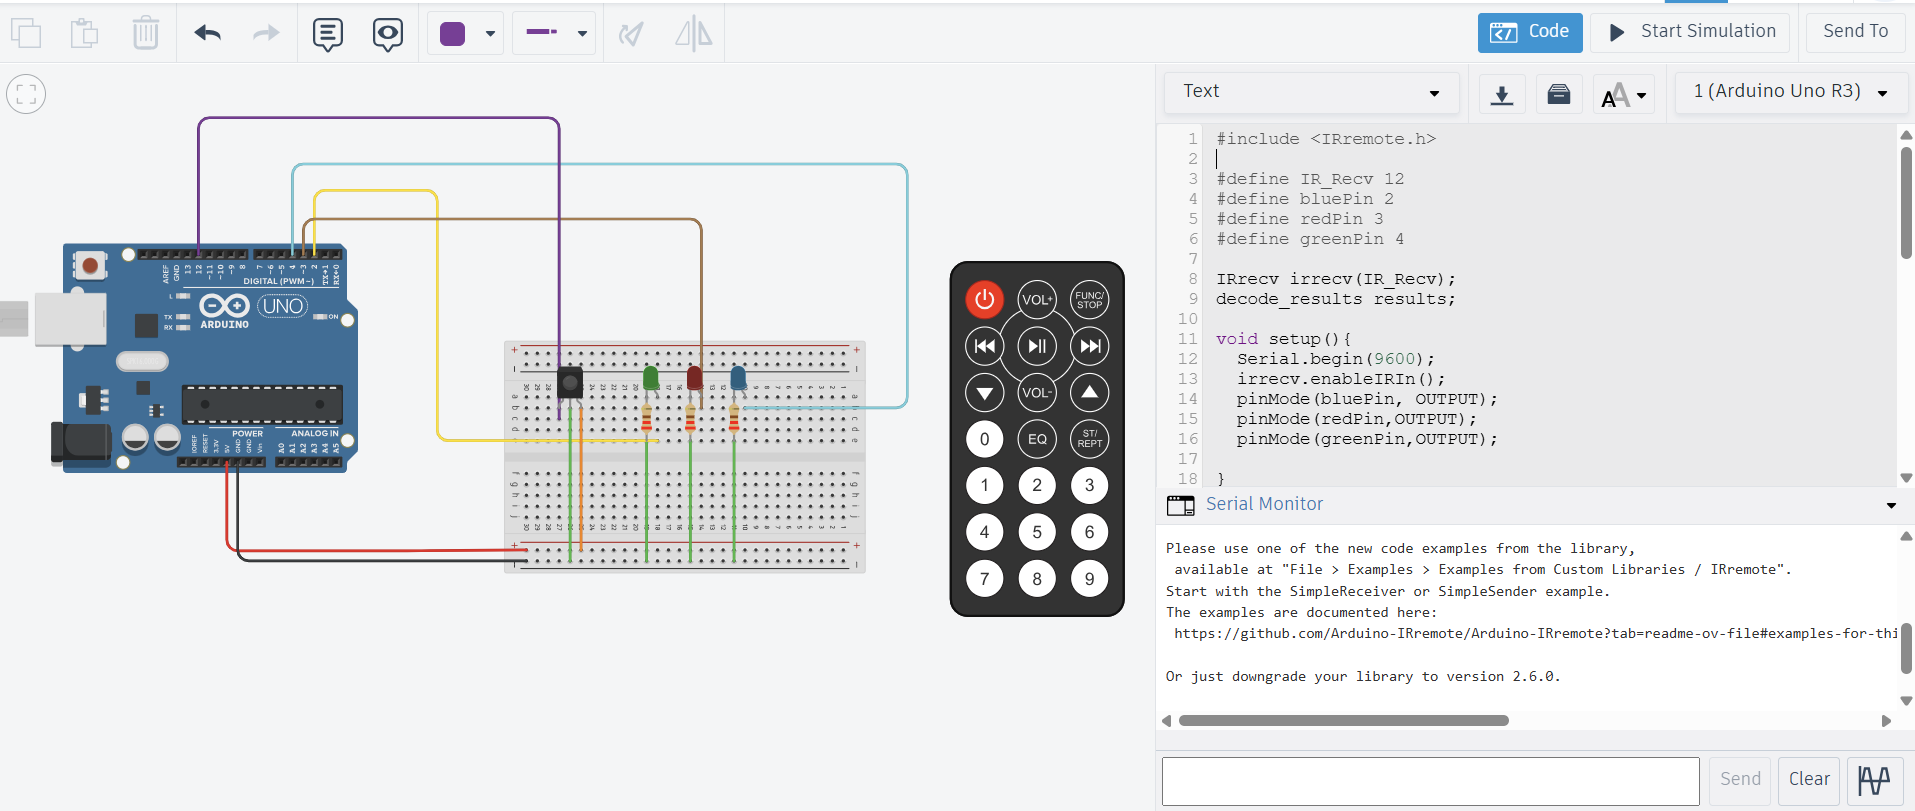 Code
Start Simulation
Send To
Text
1 (Arduino Uno R3)
1 #include <IRremote.h>
2
3 #define IR_Recv 12
4 #define bluePin 2
5 #define redPin 3
6 #define greenPin 4
7
8 IRrecv irrecv(IR_Recv);
9 decode_results results;
10
11 void setup(){
12 Serial.begin(9600);
13 irrecv.enableIRIn();
14 pinMode(bluePin, OUTPUT);
15 pinMode(redPin,OUTPUT);
16 pinMode(greenPin,OUTPUT);
17
18 }
Serial Monitor
Please use one of the new code examples from the library,
available at "File > Examples > Examples from Custom Libraries / IRremote".
Start with the SimpleReceiver or SimpleSender example.
The examples are documented here:
https://github.com/Arduino-IRremote/Arduino-IRremote?tab=readme-ov-file#examples-for-thi
Or just downgrade your library to version 2.6.0.
Send
Clear
AREF
GND
13
12
~11
~10
~9
8
7
~6
~5
4
~3
2
TX→1
RX←0
DIGITAL (PWM~)
L
TX
RX
ARDUINO
UNO
ON
IOREF
RESET
3.3V
5V
GND
GND
Vin
POWER
ANALOG IN
A0
A1
A2
A3
A4
A5
VOL+
FUNC/
STOP
VOL-
0
EQ
ST/
REPT
1 2 3
4 5 6
7 8 9